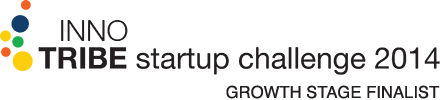 INNO
TRIBE startup challenge 2014
GROWTH STAGE FINALIST